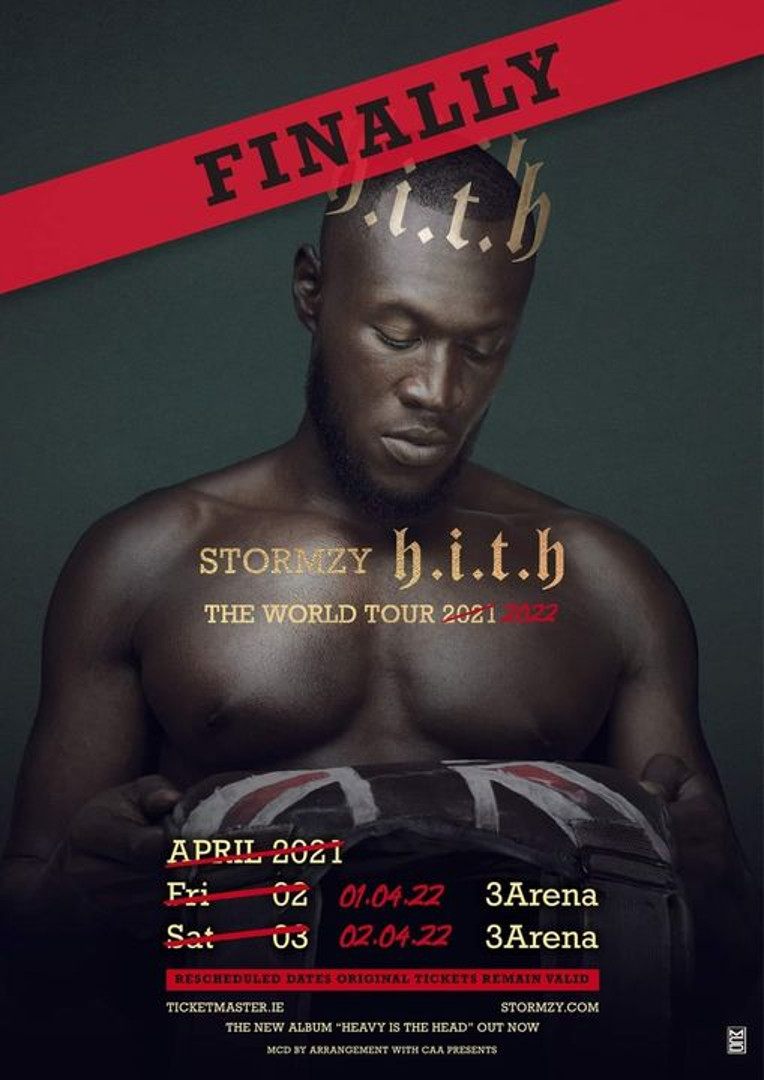 FINALLY
h.i.t.h
STORMZY h.i.t.h
THE WORLD TOUR 2021 2022
APRIL 2021
Fri 02 01.04.22 3Arena
Sat 03 02.04.22 3Arena
RESCHEDULED DATES ORIGINAL TICKETS REMAIN VALID
TICKETMASTER.IE STORMZY.COM
THE NEW ALBUM “HEAVY IS THE HEAD” OUT NOW
MCD BY ARRANGEMENT WITH CAA PRESENTS